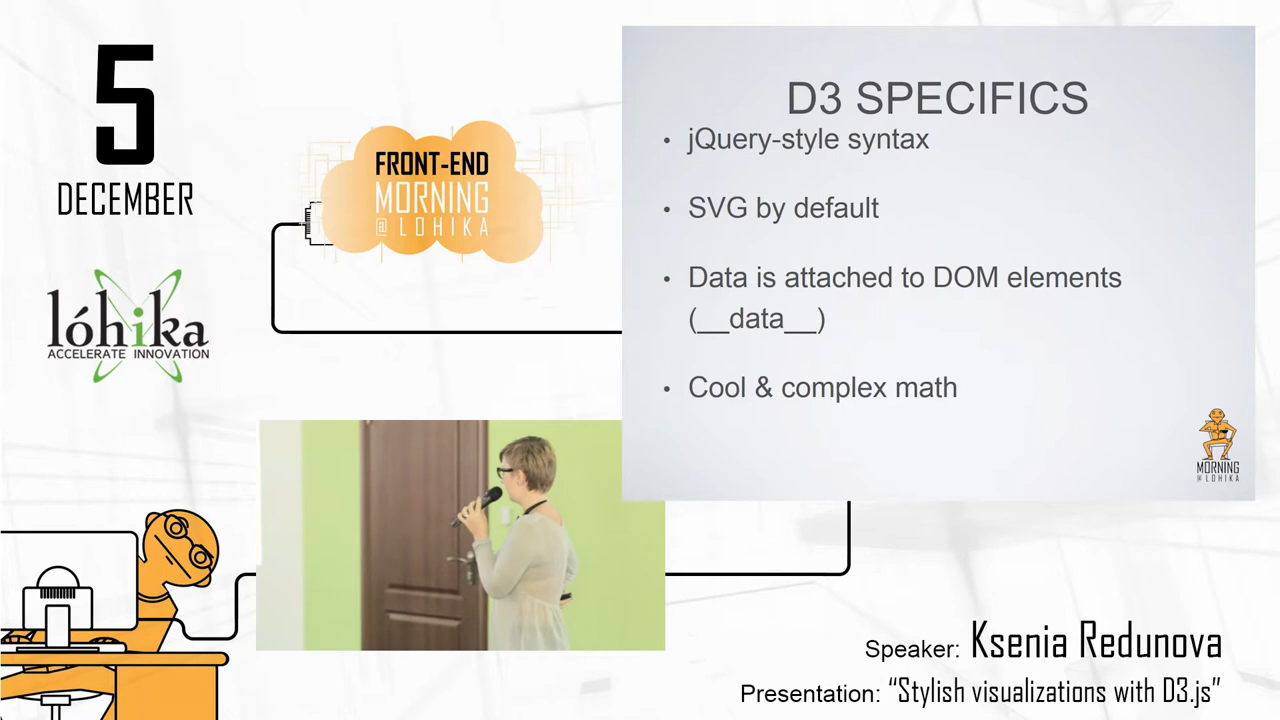 5
DECEMBER
lóhika
ACCELERATE INNOVATION
FRONT-END
MORNING
@ LOHIKA
D3 SPECIFICS
• jQuery-style syntax
• SVG by default
• Data is attached to DOM elements
(__data__)
• Cool & complex math
MORNING
@ LOHIKA
Speaker: Ksenia Redunova
Presentation: “Stylish visualizations with D3.js”